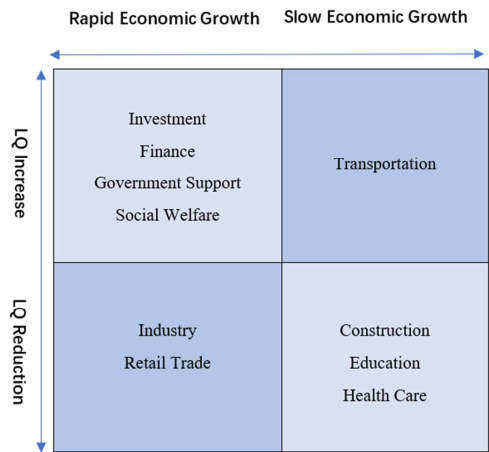 Rapid Economic Growth
Slow Economic Growth
LQ Increase
Investment
Finance
Government Support
Social Welfare
Transportation
LQ Reduction
Industry
Retail Trade
Construction
Education
Health Care